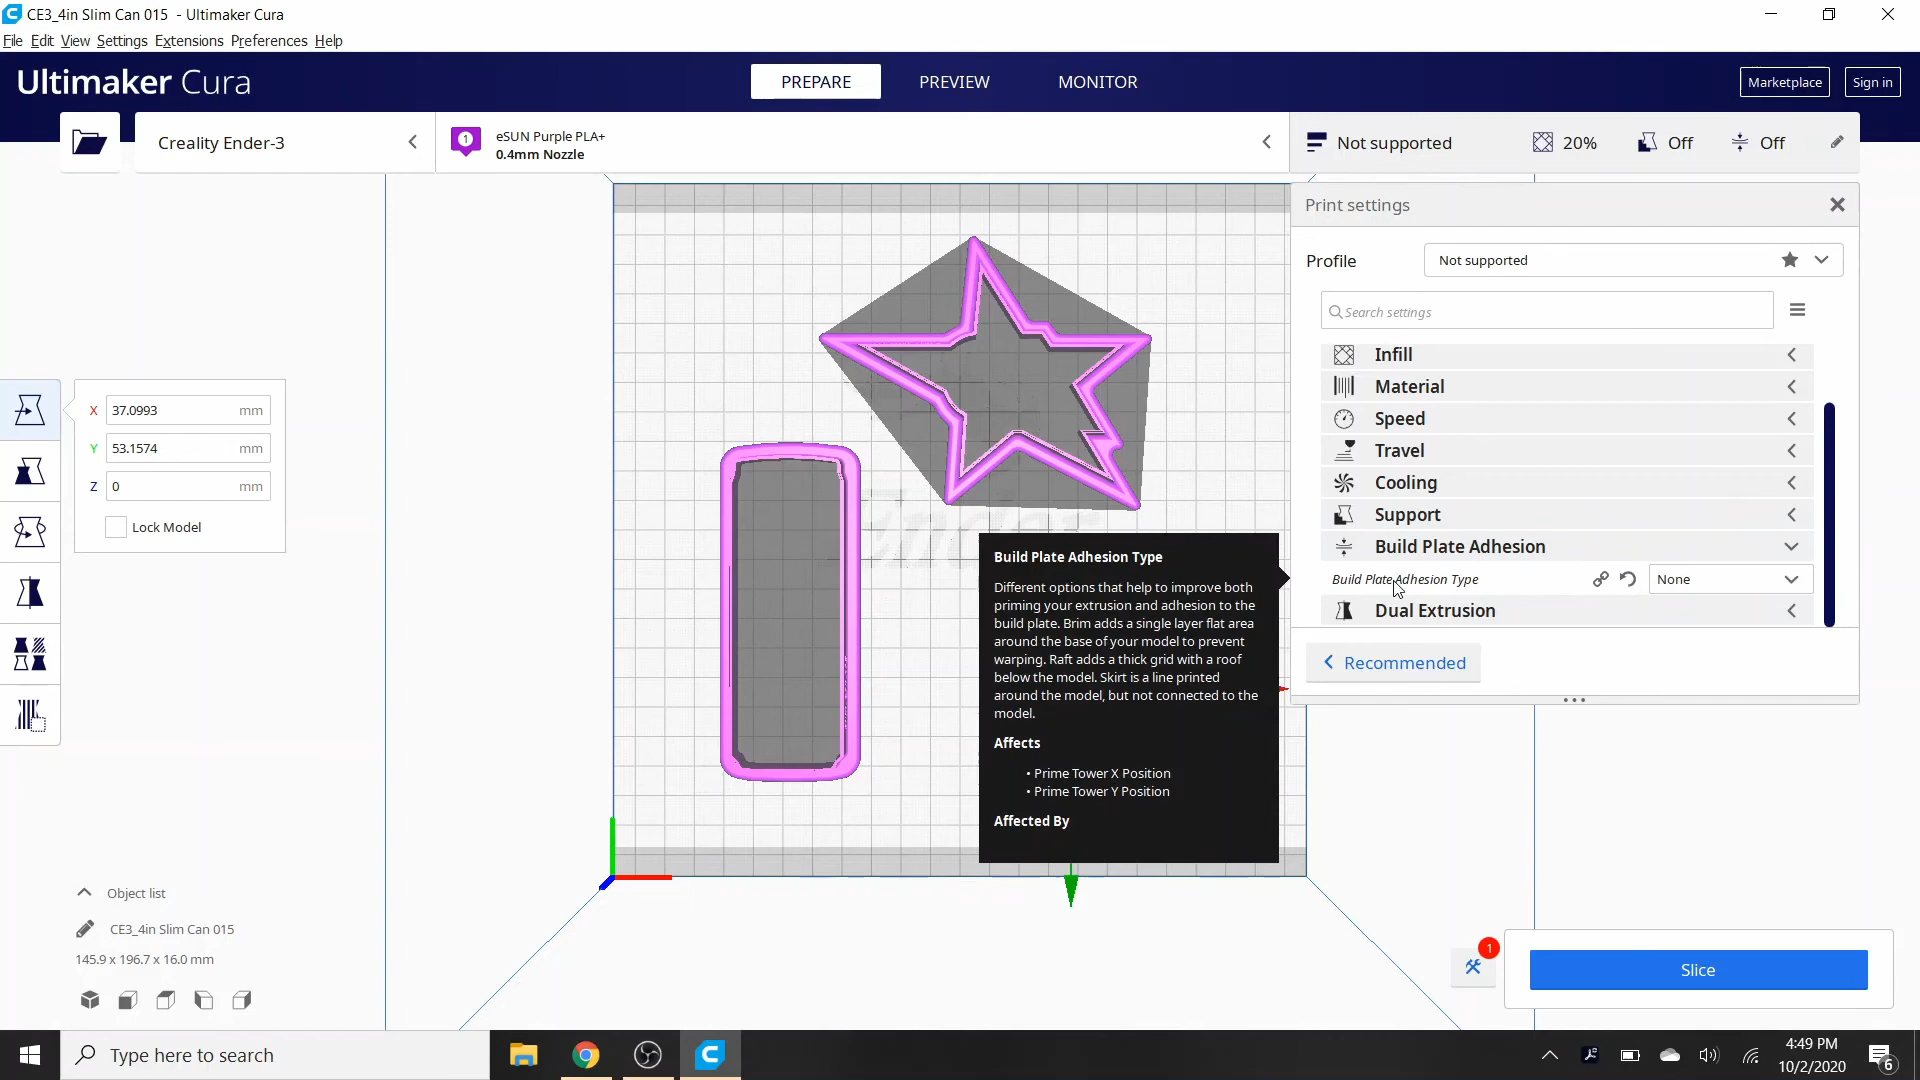 CE3_4in Slim Can 015 - Ultimaker Cura
File Edit View Settings Extensions Preferences Help
Ultimaker Cura
PREPARE
PREVIEW
MONITOR
Marketplace
Sign in
Creality Ender-3
1
eSUN Purple PLA+
0.4mm Nozzle
Not supported
20%
Off
Off
Print settings
Profile
Not supported
Search settings
Infill
Material
Speed
Travel
Cooling
Support
Build Plate Adhesion
Build Plate Adhesion Type
None
Dual Extrusion
Recommended
X 37.0993 mm
Y 53.1574 mm
Z 0 mm
Lock Model
Ender
Build Plate Adhesion Type
Different options that help to improve both
priming your extrusion and adhesion to the
build plate. Brim adds a single layer flat area
around the base of your model to prevent
warping. Raft adds a thick grid with a roof
below the model. Skirt is a line printed
around the model, but not connected to the
model.
Affects
• Prime Tower X Position
• Prime Tower Y Position
Affected By
Object list
CE3_4in Slim Can 015
145.9 x 196.7 x 16.0 mm
1
Slice
Type here to search
4:49 PM
10/2/2020
6